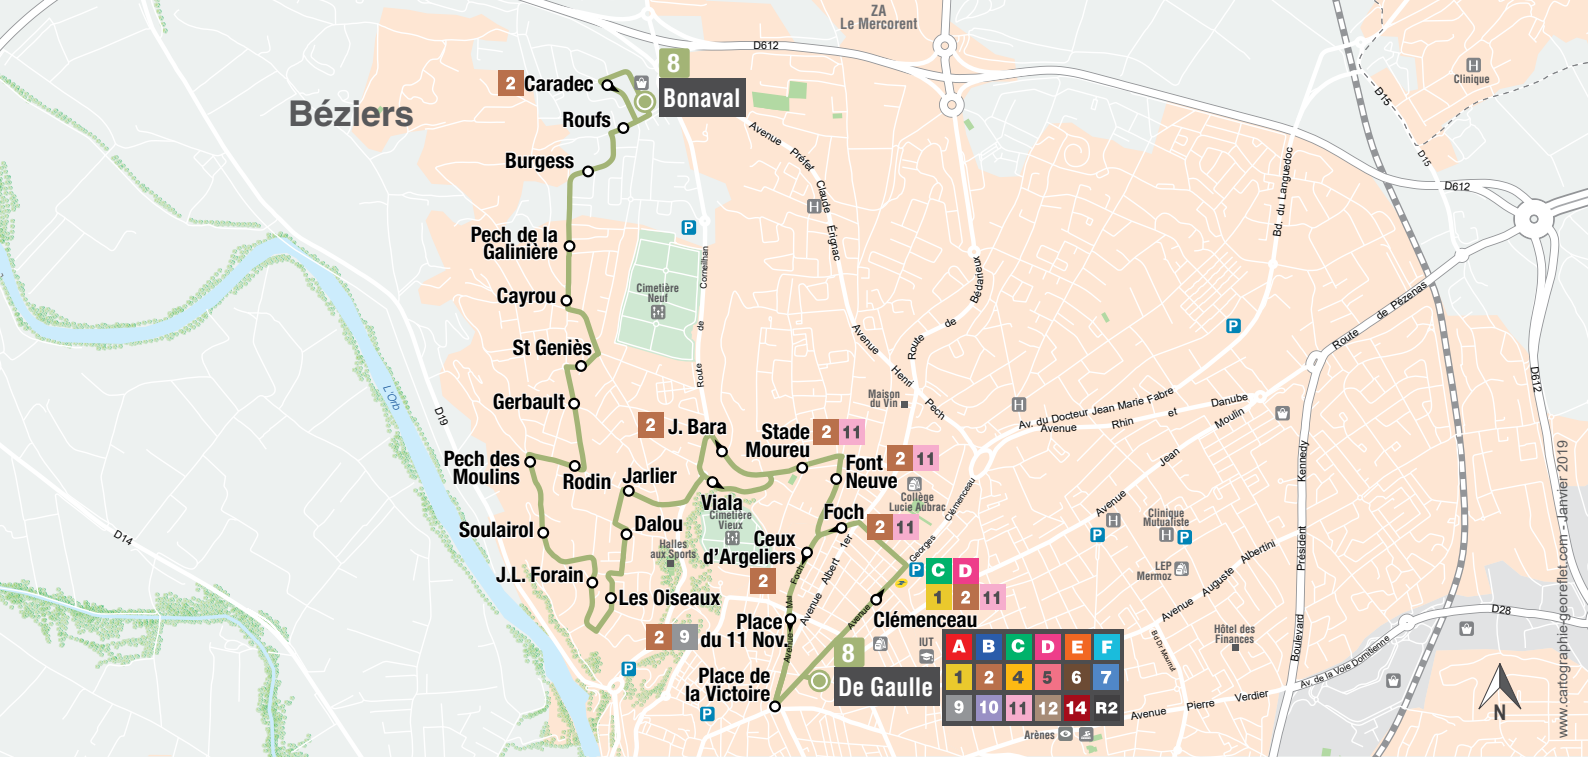 ZA
Le Mercorent
D612
8
Bonaval
2 Caradec
Béziers
Roufs
Burgess
Pech de la
Galinière
Cayrou
St Geniès
Gerbault
Pech des
Moulins
Rodin
Soulairol
J.L. Forain
Les Oiseaux
Dalou
Jarlier
2 J. Bara
Viala
Stade
Moureu
2 11
Font
Neuve
2 11
Foch
2 11
Ceux
d'Argeliers
2
Place
du 11 Nov.
2 9
Place de
la Victoire
Clémenceau
P C D
1 2 11
8
De Gaulle
A B C D E F
1 2 4 5 6 7
9 10 11 12 14 R2
Cimetière
Neuf
Cimetière
Vieux
Halles
aux Sports
Maison
du Vin
Collège
Lucie Aubrac
Clinique
Mutualiste
LEP
Mermoz
Hôtel des
Finances
IUT
Arènes
H
Clinique
D15
D15
D612
D612
D19
D14
D28
L'Orb
Avenue Préfet Claude Érignac
Route de Corneilhan
Route de Bédarieux
Bd. du Languedoc
Route de Pézenas
Avenue Henri Pech
Av. du Docteur Jean Marie Fabre
Avenue Rhin et Danube
Avenue Jean Moulin
Avenue Georges Clémenceau
Avenue Albert 1er
Avenue Mal Foch
Avenue Auguste Albertini
Boulevard Président Kennedy
Bd Dr Mourrut
Avenue Pierre Verdier
Av. de la Voie Domitienne
P
P
P
P
P
P
H
H
H
H
N
www.cartographie-georeflet.com - Janvier 2019